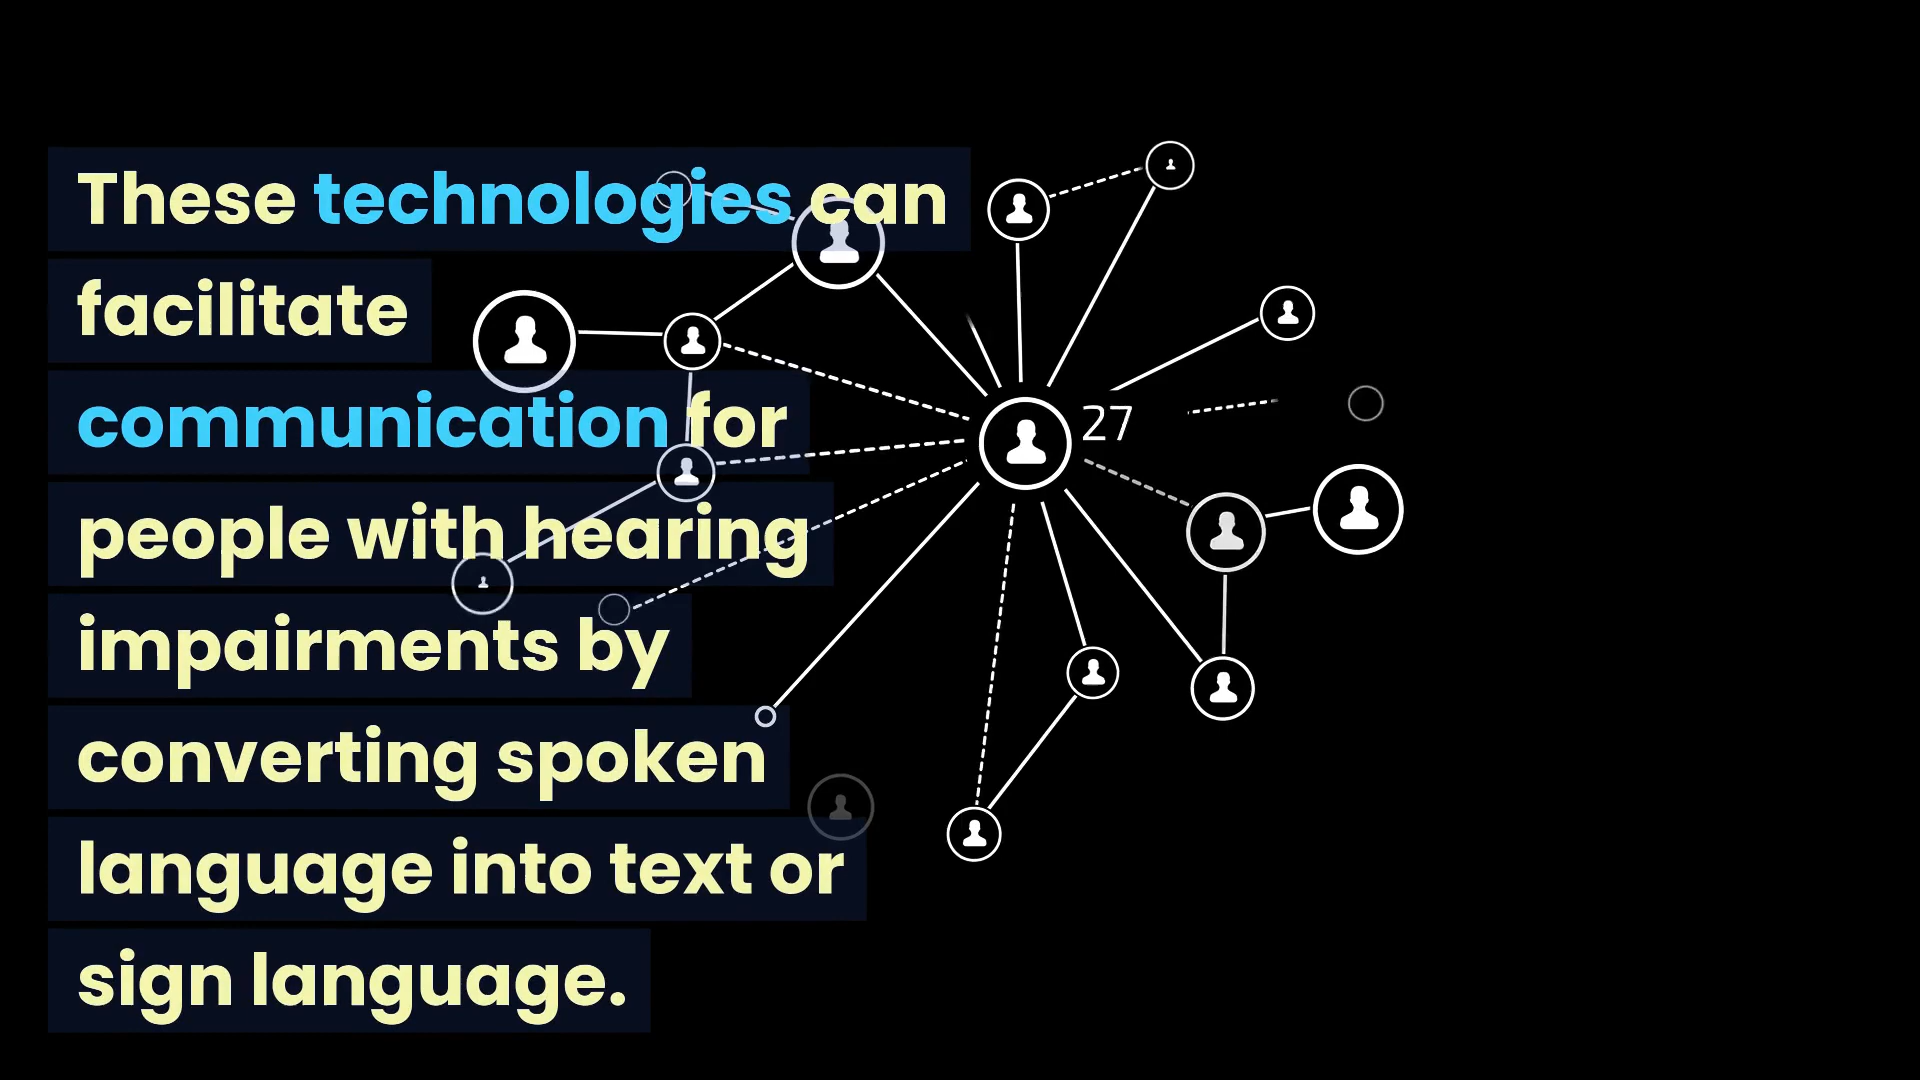 These technologies can
facilitate
communication for
people with hearing
impairments by
converting spoken
language into text or
sign language.
27